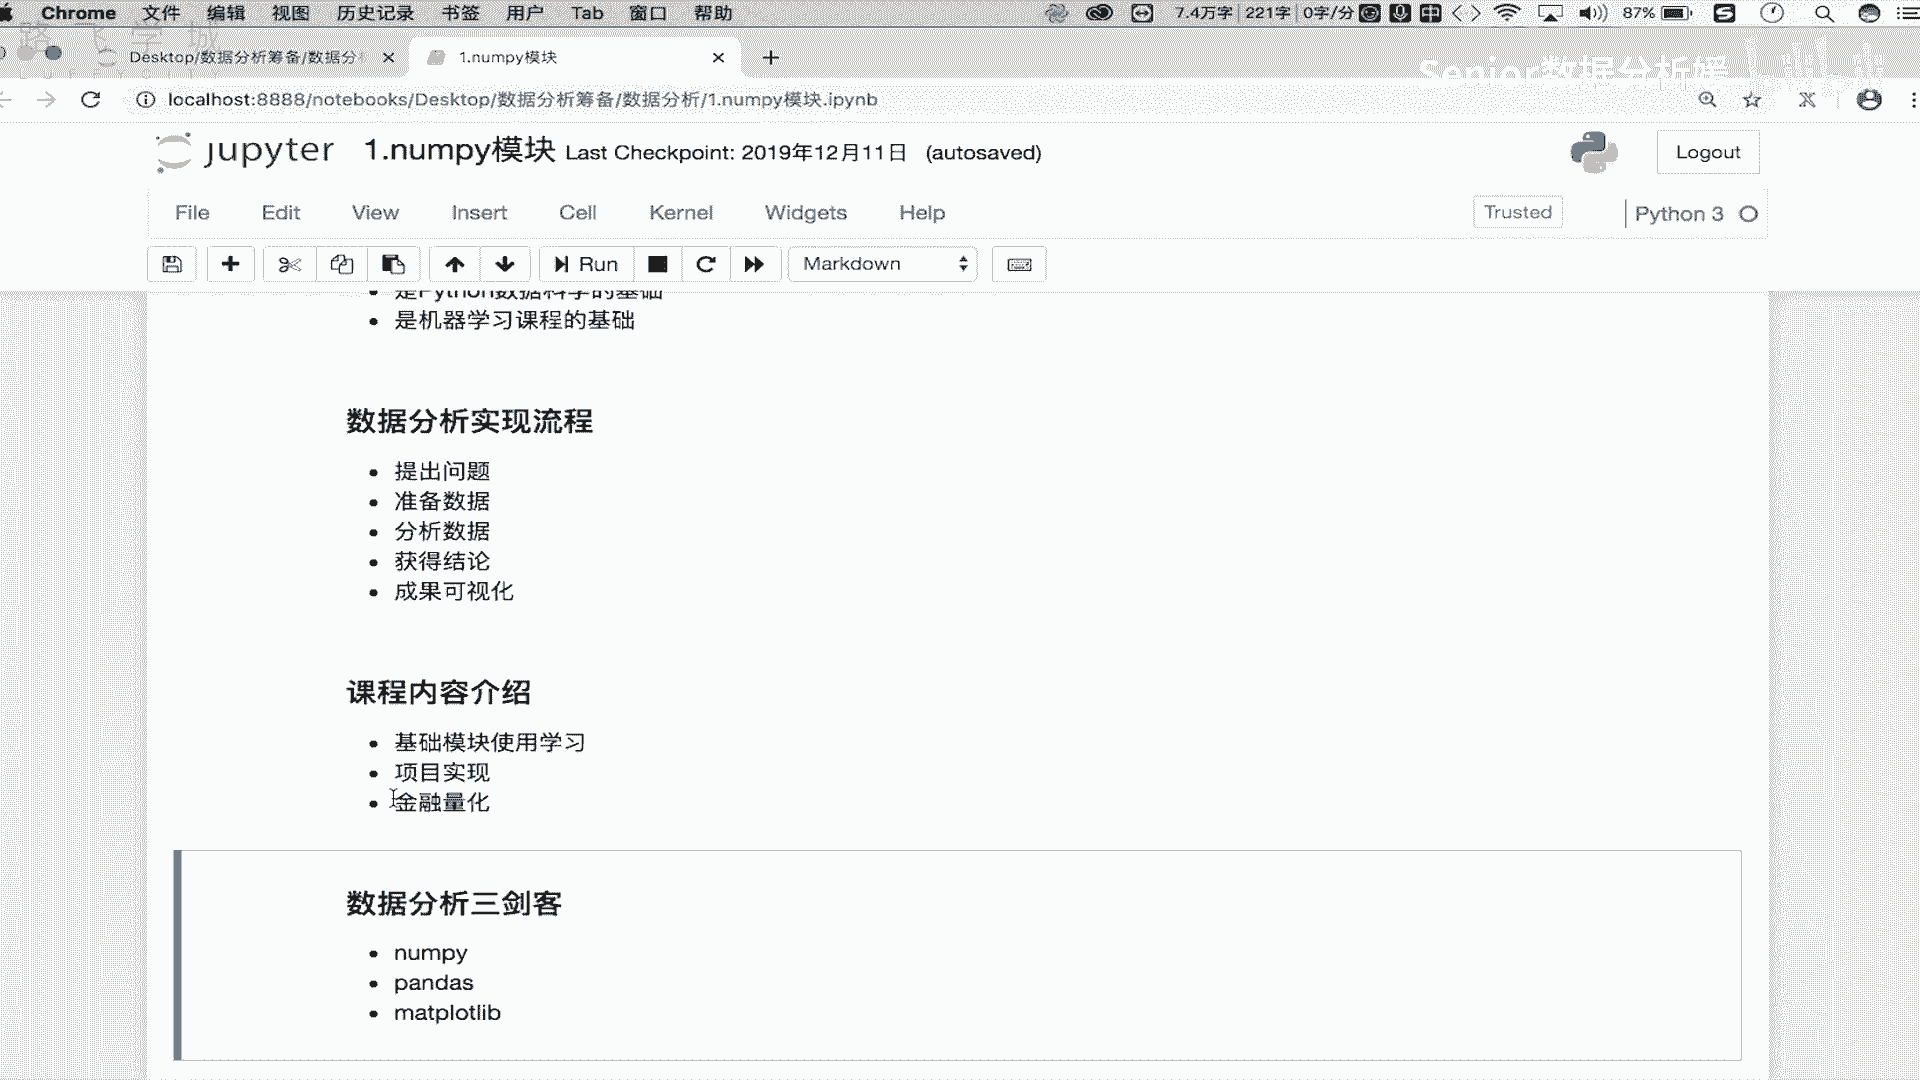 Chrome 文件 编辑 视图 历史记录 书签 用户 Tab 窗口 帮助 7.4万字 221字 0字/分 中 87%
路飞学城
Desktop/数据分析筹备/数据分
1.numpy模块
Senior数据分析媛
localhost:8888/notebooks/Desktop/数据分析筹备/数据分析/1.numpy模块.ipynb
jupyter 1.numpy模块 Last Checkpoint: 2019年12月11日 (autosaved)
Logout
File Edit View Insert Cell Kernel Widgets Help
Trusted Python 3
Run Markdown
是Python数据科学的基础
是机器学习课程的基础
数据分析实现流程
提出问题
准备数据
分析数据
获得结论
成果可视化
课程内容介绍
基础模块使用学习
项目实现
金融量化
数据分析三剑客
numpy
pandas
matplotlib